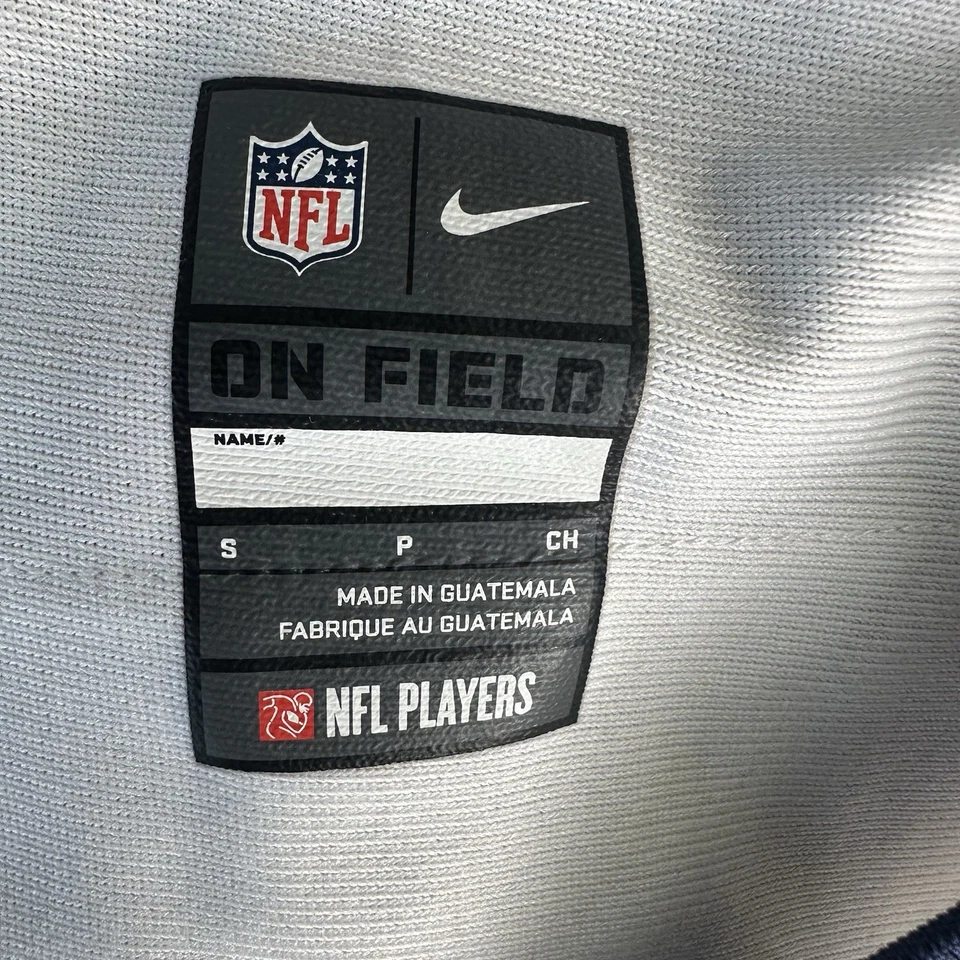 NFL
ON FIELD
NAME/#
S P CH
MADE IN GUATEMALA
FABRIQUE AU GUATEMALA
NFL PLAYERS